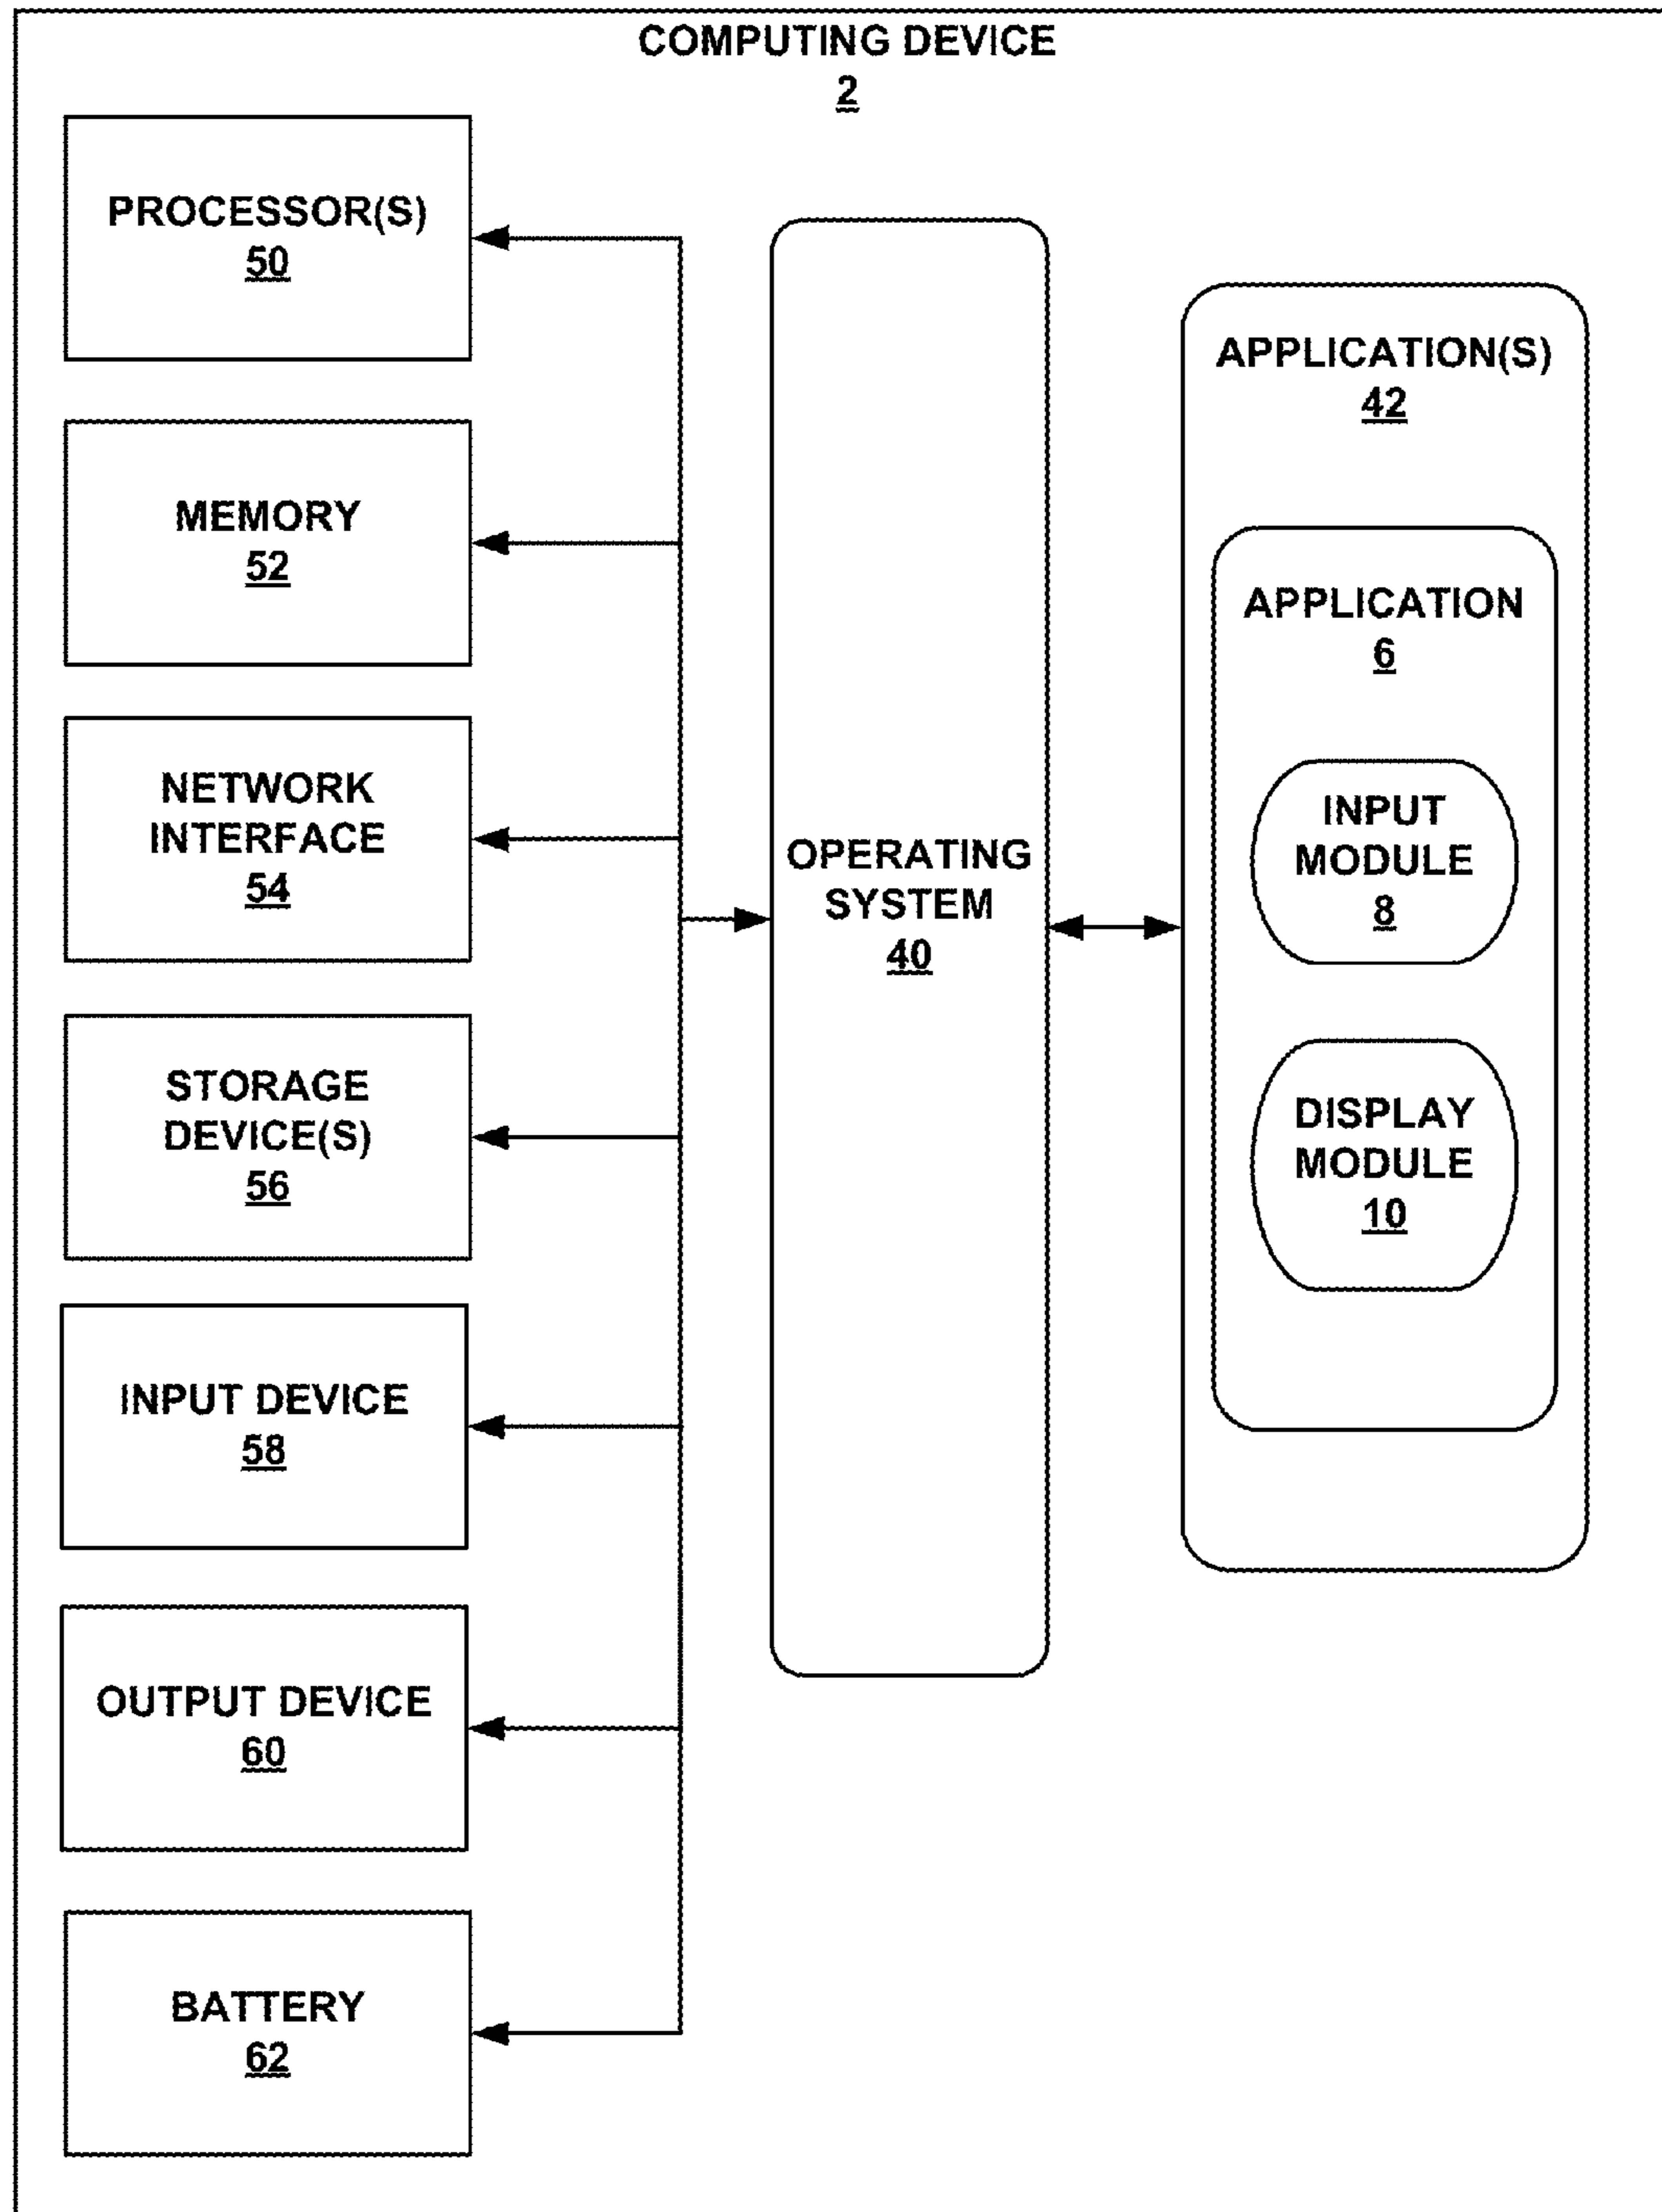 COMPUTING DEVICE
2
PROCESSOR(S)
50
MEMORY
52
NETWORK
INTERFACE
54
STORAGE
DEVICE(S)
56
INPUT DEVICE
58
OUTPUT DEVICE
60
BATTERY
62
OPERATING
SYSTEM
40
APPLICATION(S)
42
APPLICATION
6
INPUT
MODULE
8
DISPLAY
MODULE
10